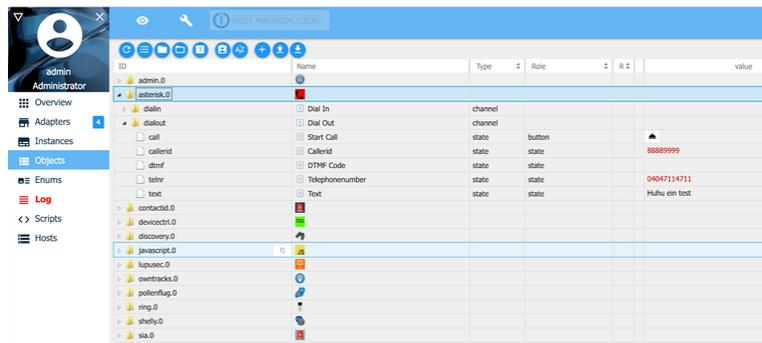 HOST MACBOOK.LOCAL
admin
Administrator
Overview
Adapters 4
Instances
Objects
Enums
Log
Scripts
Hosts
ID Name Type Role R value
admin.0
asterisk.0
dialin Dial In channel
dialout Dial Out channel
call Start Call state button
callerid Callerid state state 88889999
dtmf DTMF Code state state
telnr Telephonenumber state state 04047114711
text Text state state Huhu ein test
contactid.0
devicectrl.0
discovery.0
javascript.0 JS
lupusec.0
owntracks.0
pollenflug.0
ring.0
shelly.0
sia.0